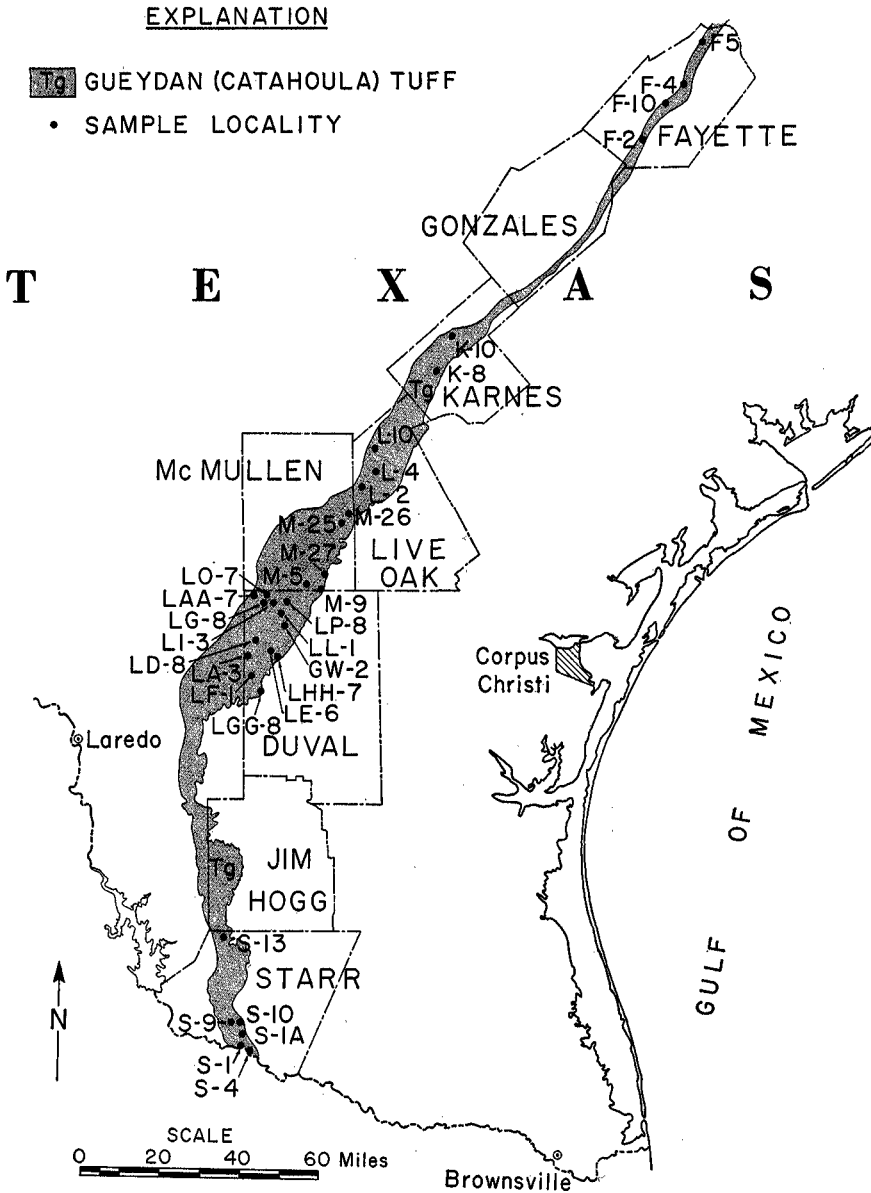 EXPLANATION
Tg GUEYDAN (CATAHOULA) TUFF
• SAMPLE LOCALITY
F5
F-4
F-10
F-2
FAYETTE
GONZALES
T E X A S
K-10
K-8
Tg
KARNES
L-10
Mc MULLEN
L-4
L-2
M-26
M-25
M-27
LIVE
OAK
LO-7
M-5
LAA-7
M-9
LG-8
LP-8
LI-3
LL-1
LD-8
GW-2
LA-3
LHH-7
LF-1
LE-6
LGG-8
DUVAL
Corpus
Christi
Laredo
GULF OF MEXICO
Tg
JIM
HOGG
S-13
STARR
N
S-9
S-10
S-1A
S-1
S-4
SCALE
0 20 40 60 Miles
Brownsville